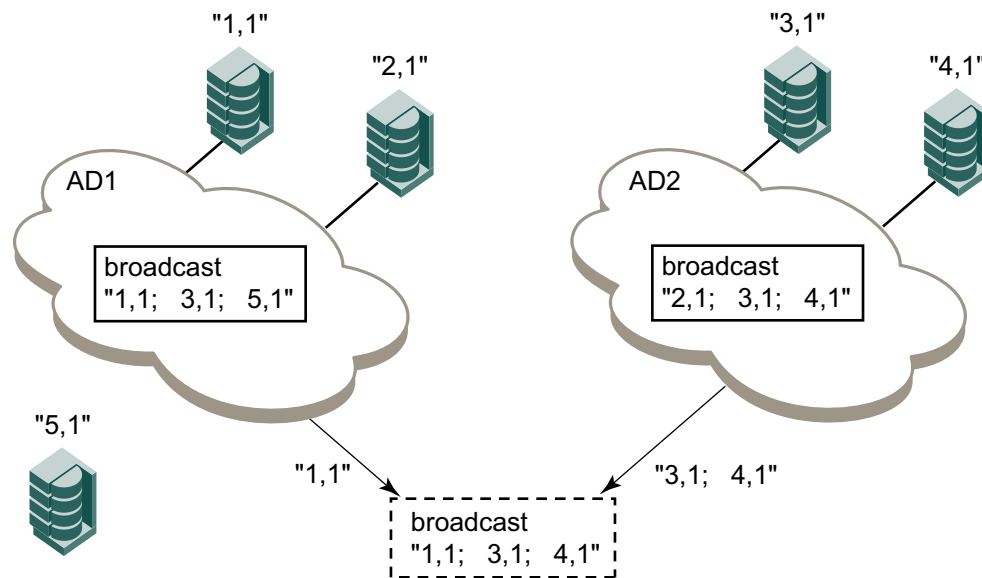 "1,1"
"2,1"
"3,1"
"4,1"
AD1
AD2
broadcast
"1,1; 3,1; 5,1"
broadcast
"2,1; 3,1; 4,1"
"5,1"
"1,1"
"3,1; 4,1"
broadcast
"1,1; 3,1; 4,1"